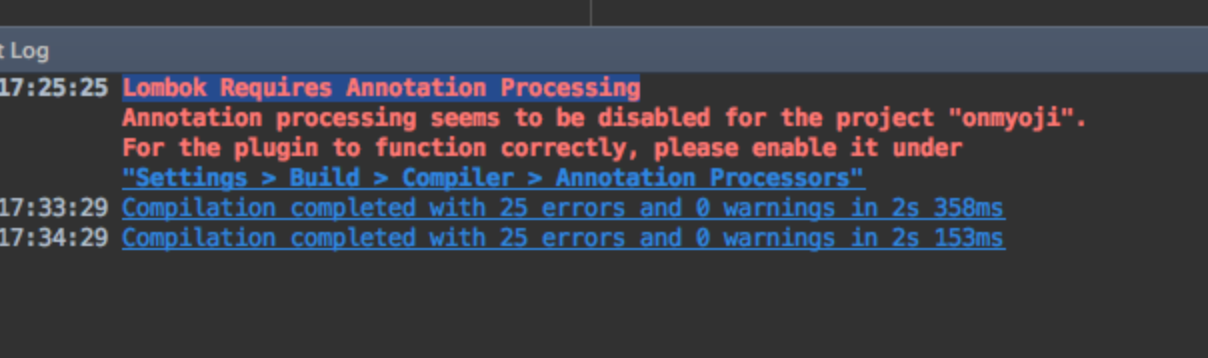 t Log
17:25:25 Lombok Requires Annotation Processing
Annotation processing seems to be disabled for the project "onmyoji".
For the plugin to function correctly, please enable it under
"Settings > Build > Compiler > Annotation Processors"
17:33:29 Compilation completed with 25 errors and 0 warnings in 2s 358ms
17:34:29 Compilation completed with 25 errors and 0 warnings in 2s 153ms